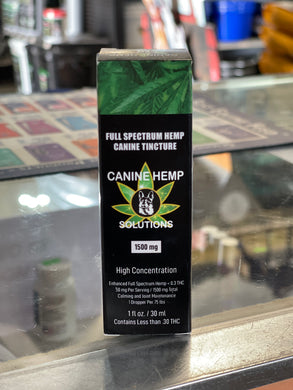 FULL SPECTRUM HEMP
CANINE TINCTURE
CANINE HEMP
SOLUTIONS
1500 mg
High Concentration
Enhanced Full Spectrum Hemp < 0.3 THC
50 mg Per Serving / 1500 mg Total
Calming and Joint Maintenance
1 Dropper Per 75 lbs
1 fl oz. / 30 ml
Contains Less than .30 THC